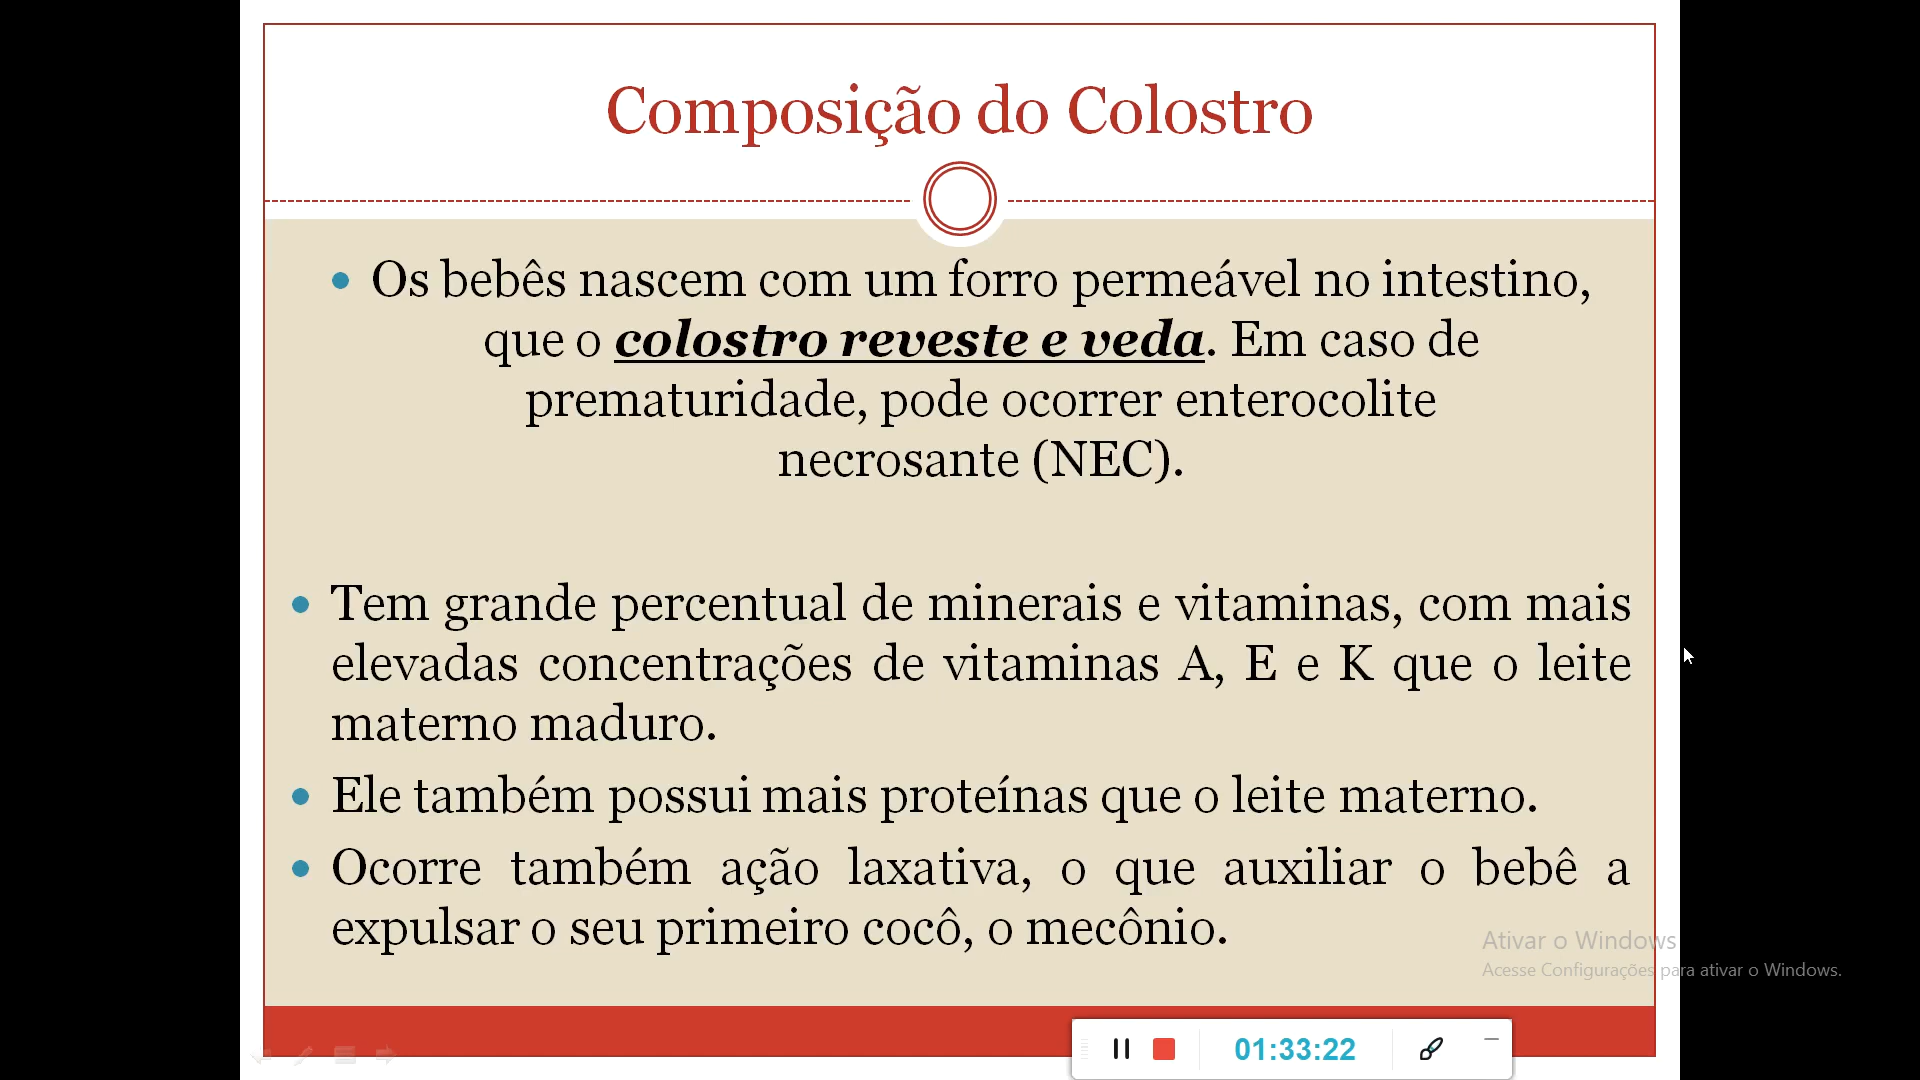 Composição do Colostro
Os bebês nascem com um forro permeável no intestino,
que o colostro reveste e veda. Em caso de
prematuridade, pode ocorrer enterocolite
necrosante (NEC).
Tem grande percentual de minerais e vitaminas, com mais
elevadas concentrações de vitaminas A, E e K que o leite
materno maduro.
Ele também possui mais proteínas que o leite materno.
Ocorre também ação laxativa, o que auxiliar o bebê a
expulsar o seu primeiro cocô, o mecônio.
Ativar o Windows
Acesse Configurações para ativar o Windows.
01:33:22